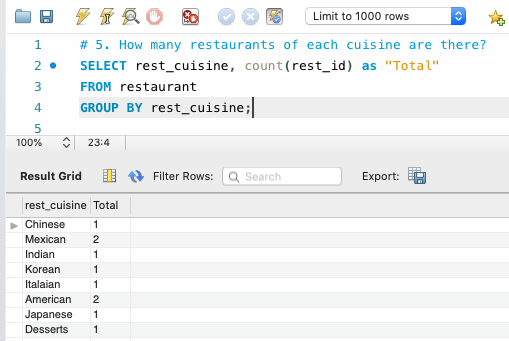 Limit to 1000 rows
1 # 5. How many restaurants of each cuisine are there?
2 SELECT rest_cuisine, count(rest_id) as "Total"
3 FROM restaurant
4 GROUP BY rest_cuisine;
5
100% 23:4
Result Grid Filter Rows: Search Export:
rest_cuisine Total
Chinese 1
Mexican 2
Indian 1
Korean 1
Italaian 1
American 2
Japanese 1
Desserts 1